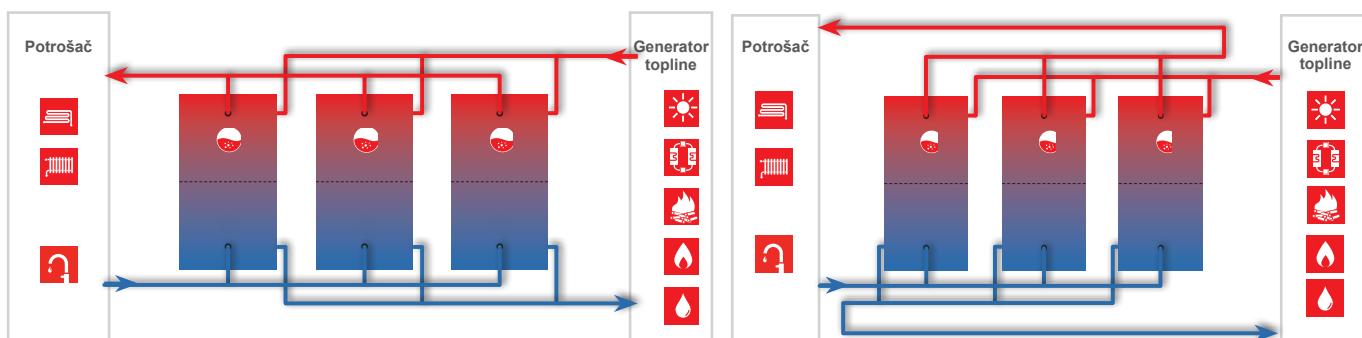 Potrošač
Generator
topline
Potrošač
Generator
topline